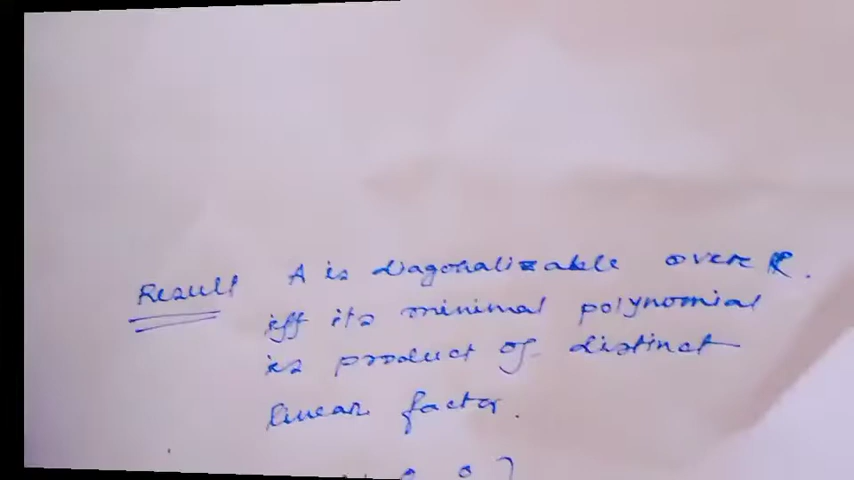 Result A is diagonalizable over R.
iff its minimal polynomial
is product of distinct
linear factor.